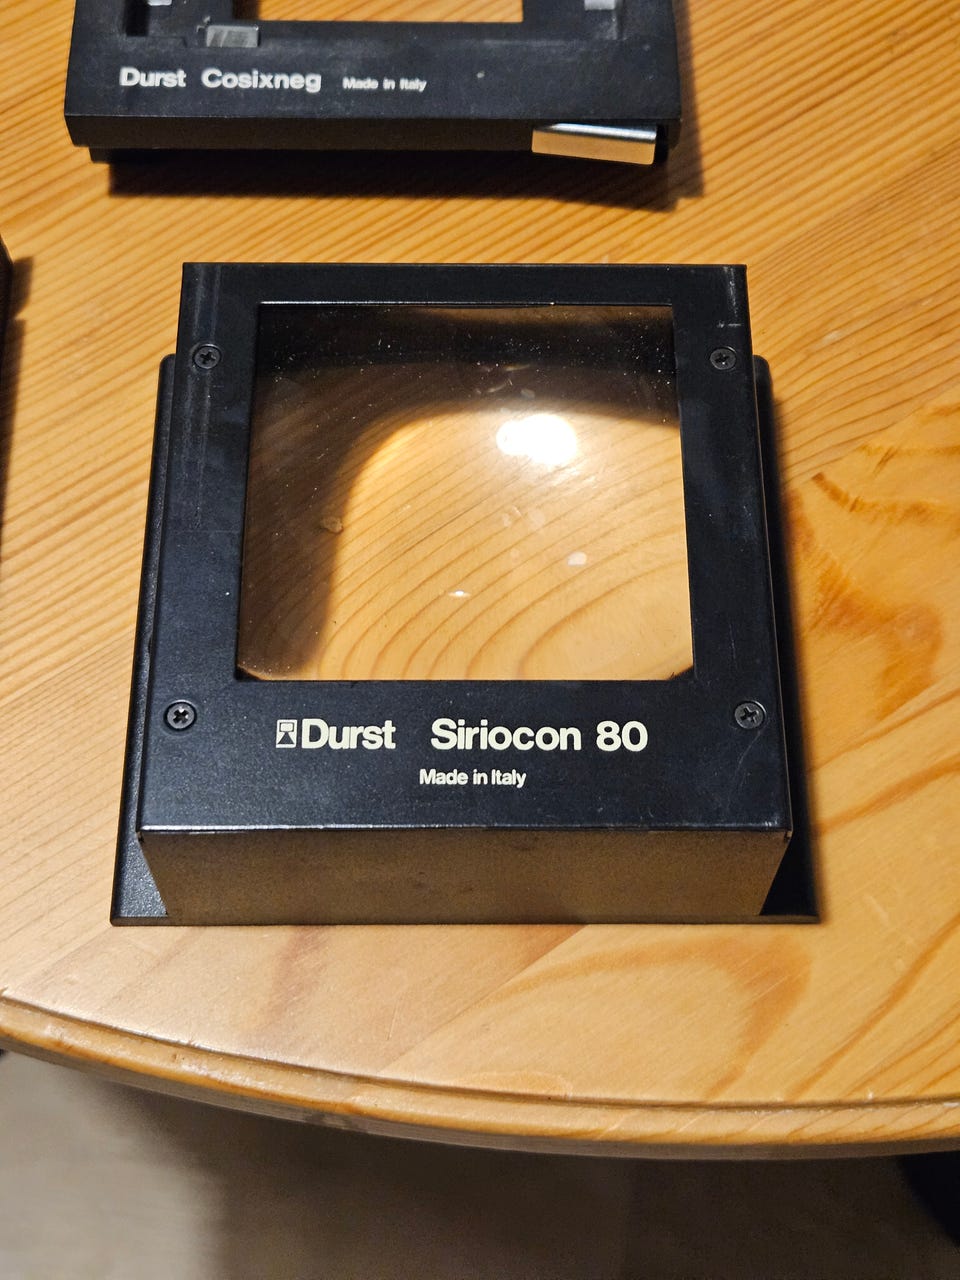 Durst Cosixneg Made in Italy
Durst Siriocon 80
Made in Italy